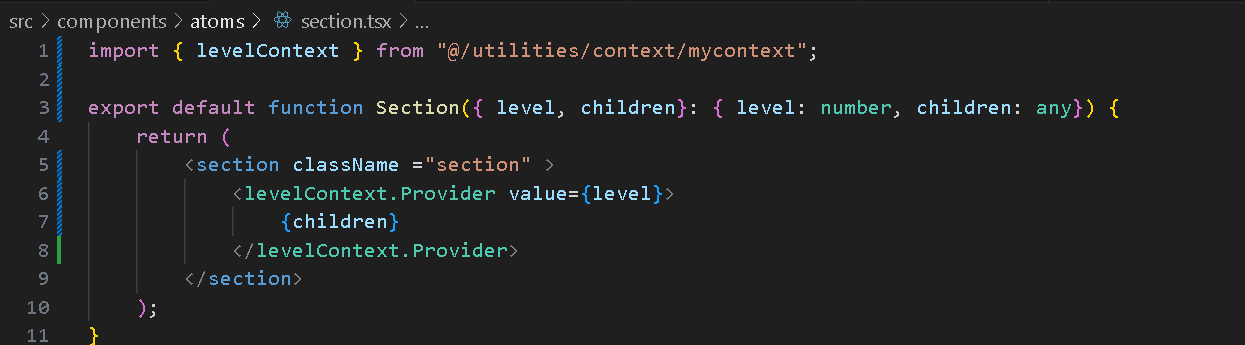 src > components > atoms > section.tsx > ...
1 import { levelContext } from "@/utilities/context/mycontext";
2
3 export default function Section({ level, children}: { level: number, children: any}) {
4     return (
5         <section className ="section" >
6             <levelContext.Provider value={level}>
7                 {children}
8             </levelContext.Provider>
9         </section>
10     );
11 }